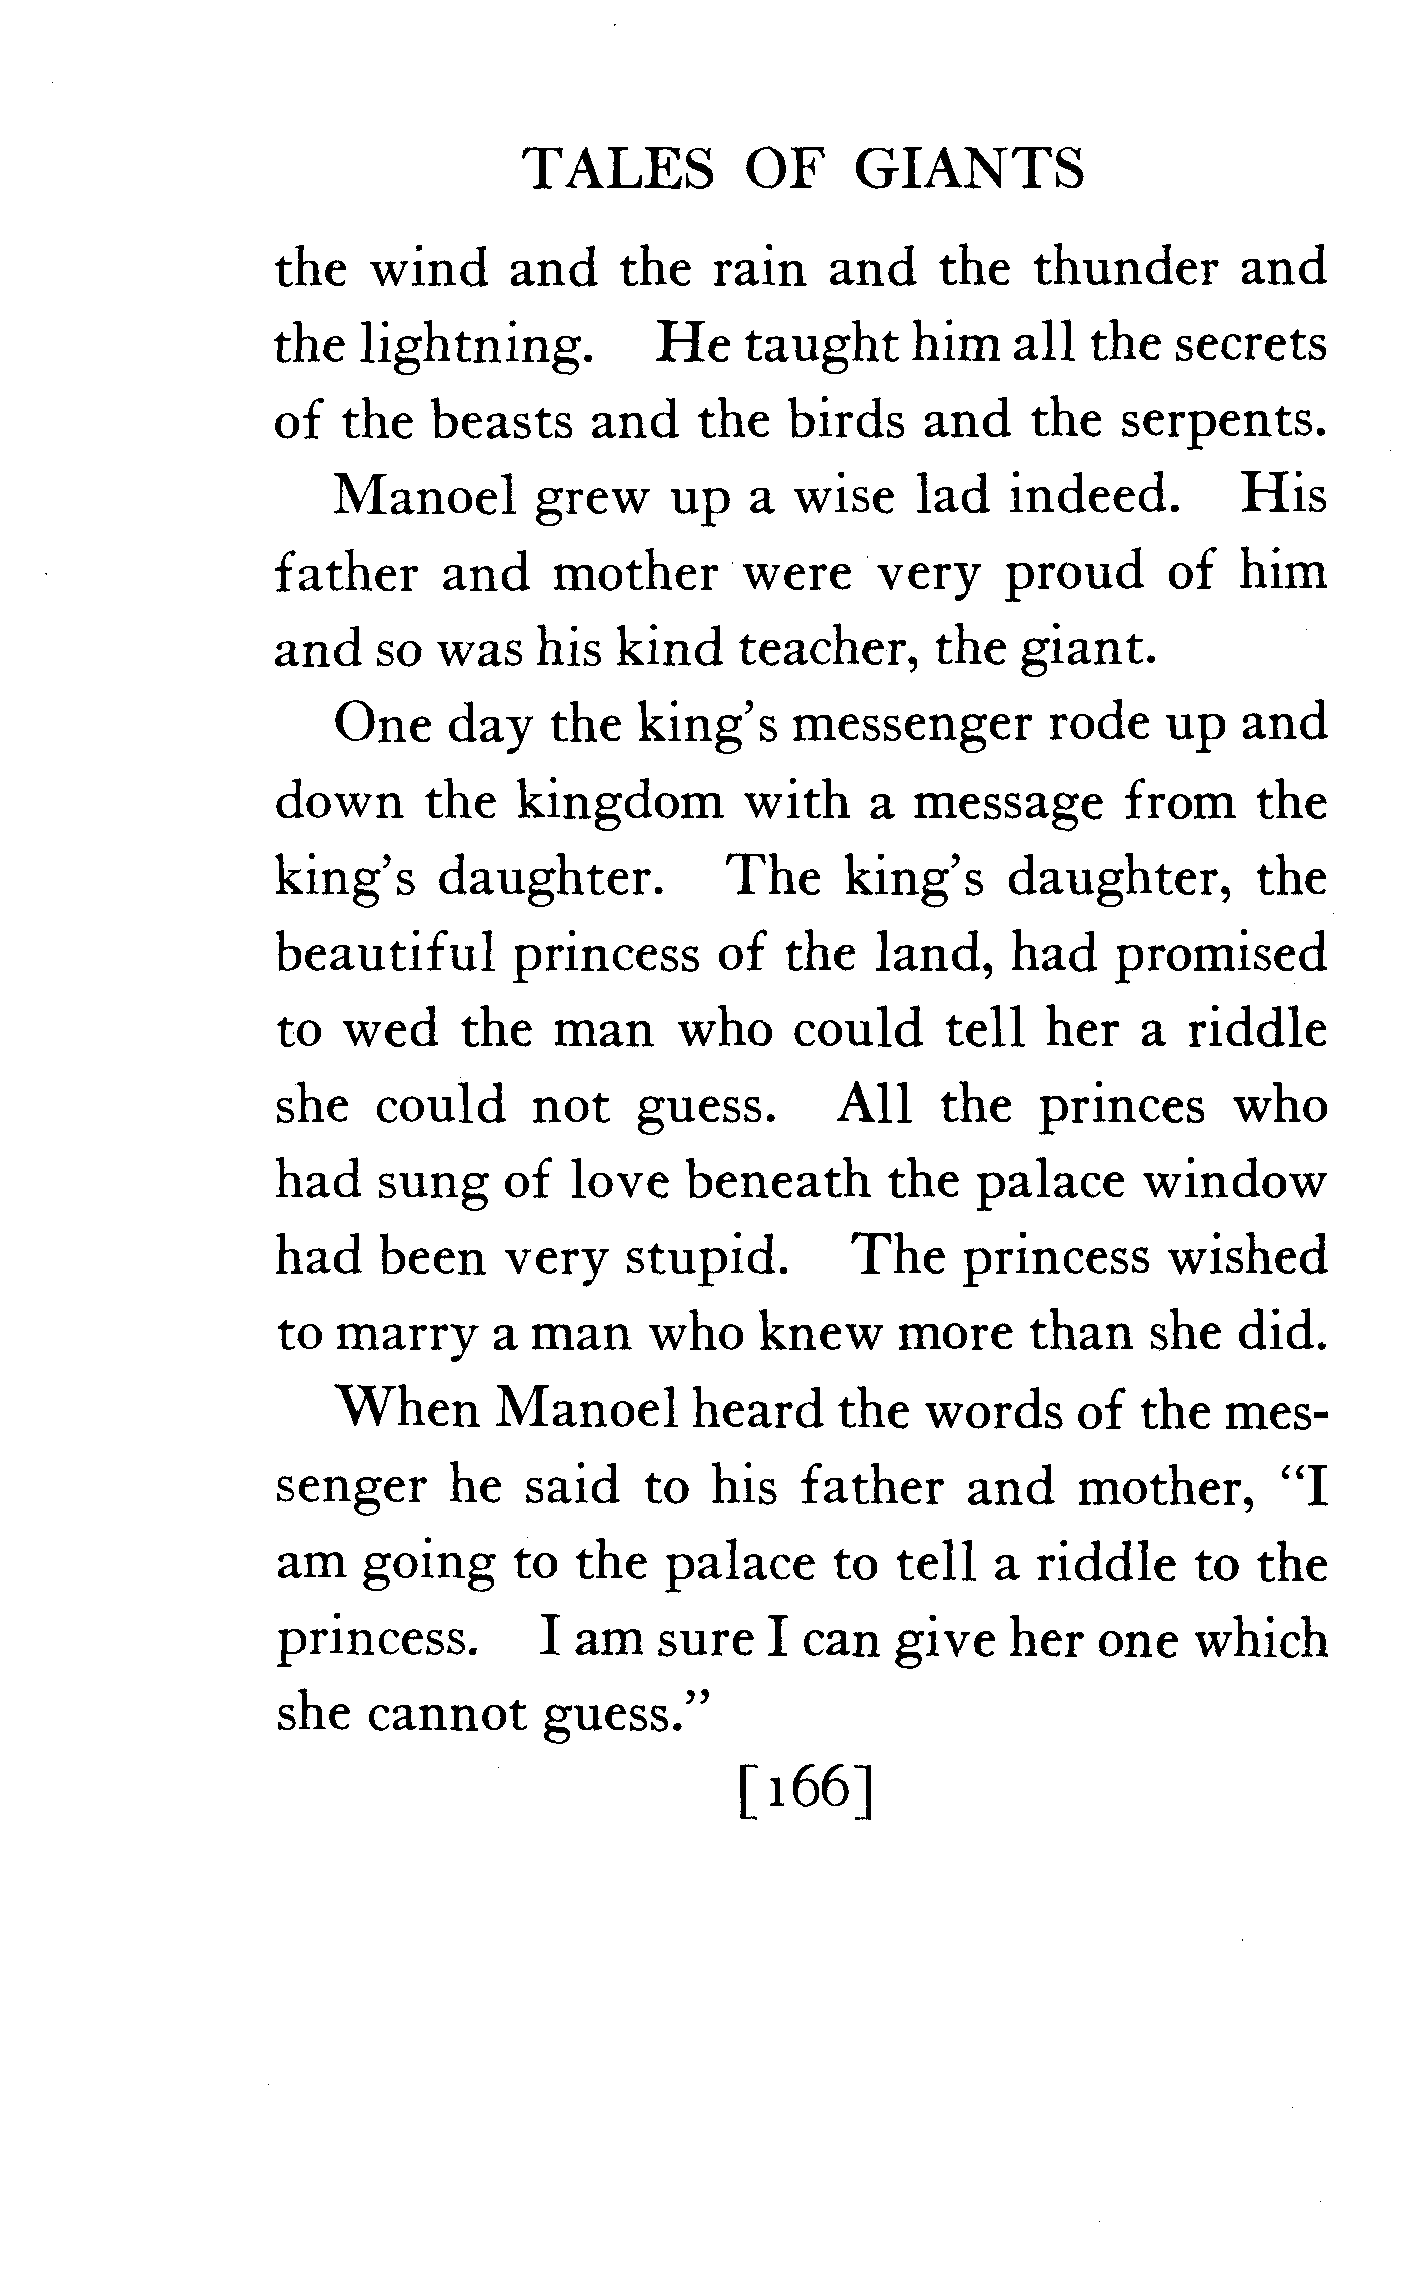 TALES OF GIANTS
the wind and the rain and the thunder and
the lightning. He taught him all the secrets
of the beasts and the birds and the serpents.
Manoel grew up a wise lad indeed. His
father and mother were very proud of him
and so was his kind teacher, the giant.
One day the king's messenger rode up and
down the kingdom with a message from the
king's daughter. The king's daughter, the
beautiful princess of the land, had promised
to wed the man who could tell her a riddle
she could not guess. All the princes who
had sung of love beneath the palace window
had been very stupid. The princess wished
to marry a man who knew more than she did.
When Manoel heard the words of the mes-
senger he said to his father and mother, "I
am going to the palace to tell a riddle to the
princess. I am sure I can give her one which
she cannot guess."
[166]